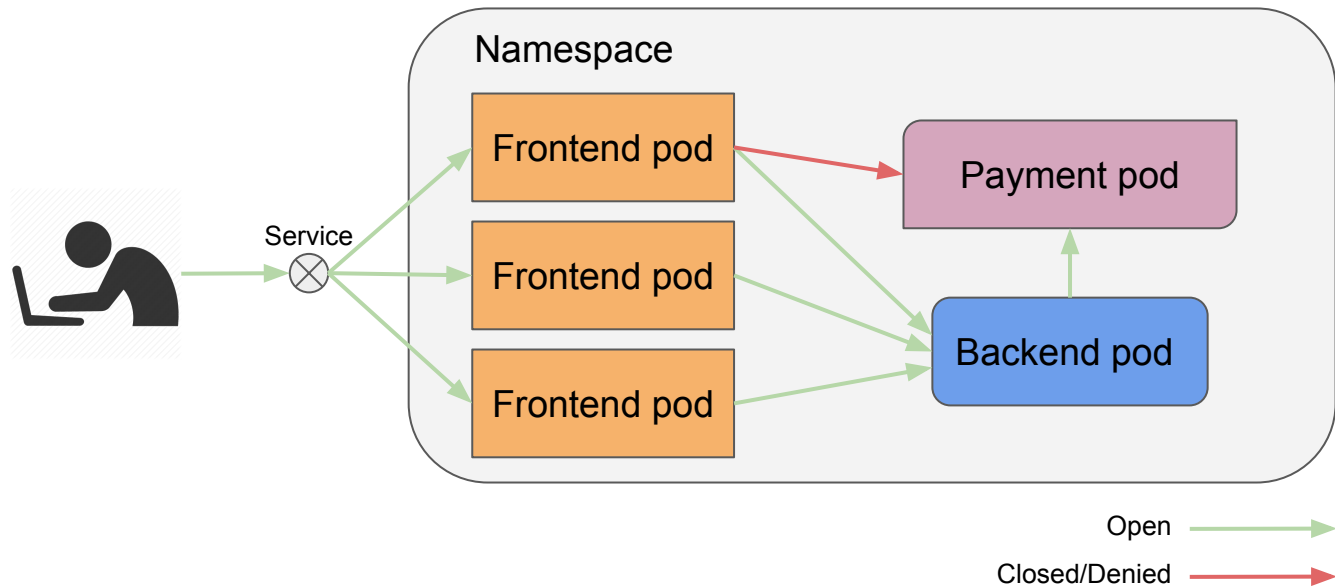 Namespace
Frontend pod
Payment pod
Service
Frontend pod
Backend pod
Frontend pod
Open
Closed/Denied